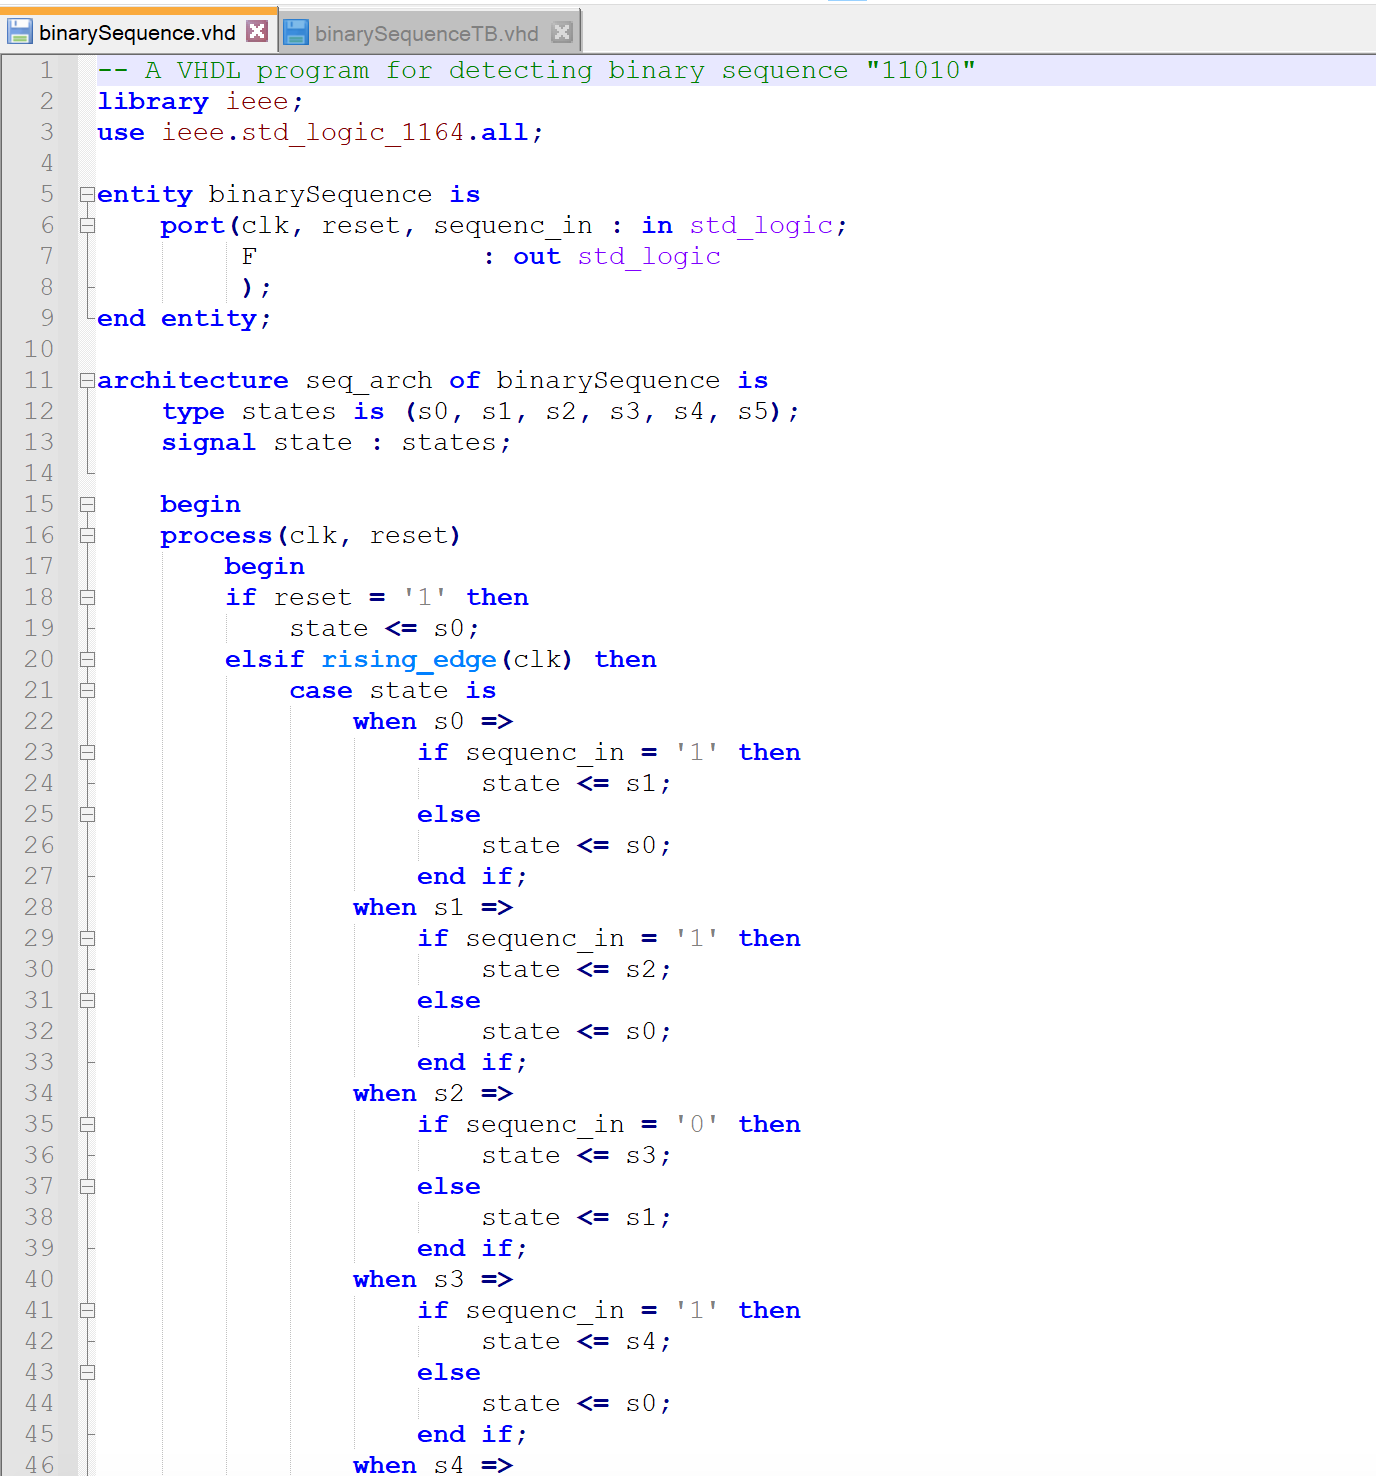 binarySequence.vhd binarySequenceTB.vhd
1 -- A VHDL program for detecting binary sequence "11010"
2 library ieee;
3 use ieee.std_logic_1164.all;
4
5 entity binarySequence is
6     port(clk, reset, sequenc_in : in std_logic;
7          F              : out std_logic
8          );
9 end entity;
10
11 architecture seq_arch of binarySequence is
12     type states is (s0, s1, s2, s3, s4, s5);
13     signal state : states;
14
15     begin
16     process(clk, reset)
17         begin
18         if reset = '1' then
19             state <= s0;
20         elsif rising_edge(clk) then
21             case state is
22                 when s0 =>
23                     if sequenc_in = '1' then
24                         state <= s1;
25                     else
26                         state <= s0;
27                     end if;
28                 when s1 =>
29                     if sequenc_in = '1' then
30                         state <= s2;
31                     else
32                         state <= s0;
33                     end if;
34                 when s2 =>
35                     if sequenc_in = '0' then
36                         state <= s3;
37                     else
38                         state <= s1;
39                     end if;
40                 when s3 =>
41                     if sequenc_in = '1' then
42                         state <= s4;
43                     else
44                         state <= s0;
45                     end if;
46                 when s4 =>